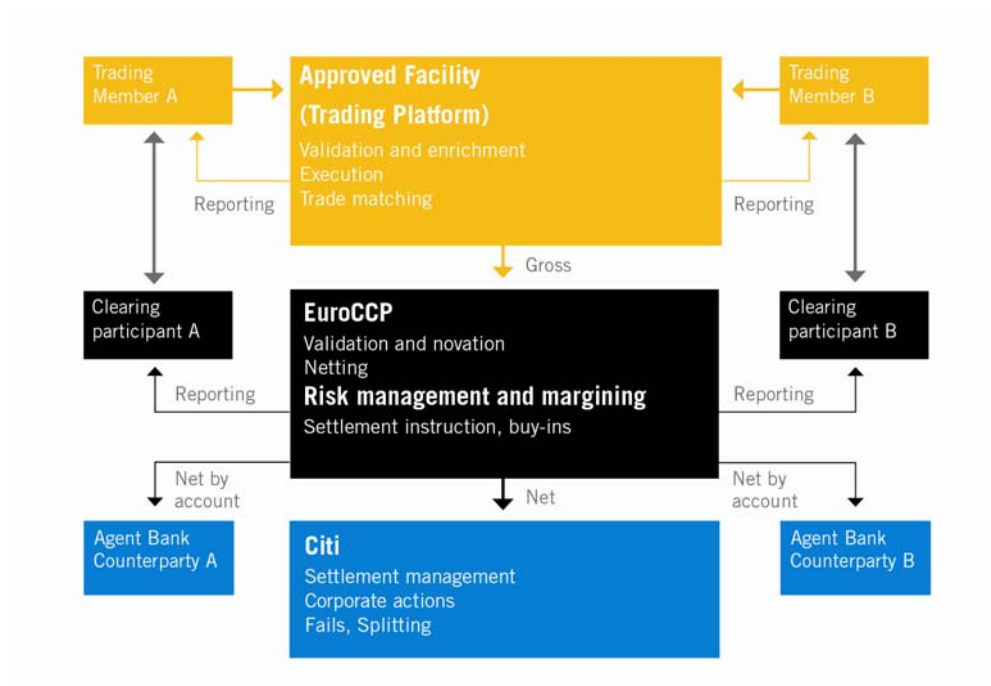 Trading
Member A
Approved Facility
(Trading Platform)
Validation and enrichment
Execution
Trade matching
Trading
Member B
Reporting
Reporting
Gross
Clearing
participant A
EuroCCP
Validation and novation
Netting
Risk management and margining
Settlement instruction, buy-ins
Clearing
participant B
Reporting
Reporting
Net by
account
Net
Net by
account
Agent Bank
Counterparty A
Citi
Settlement management
Corporate actions
Fails, Splitting
Agent Bank
Counterparty B